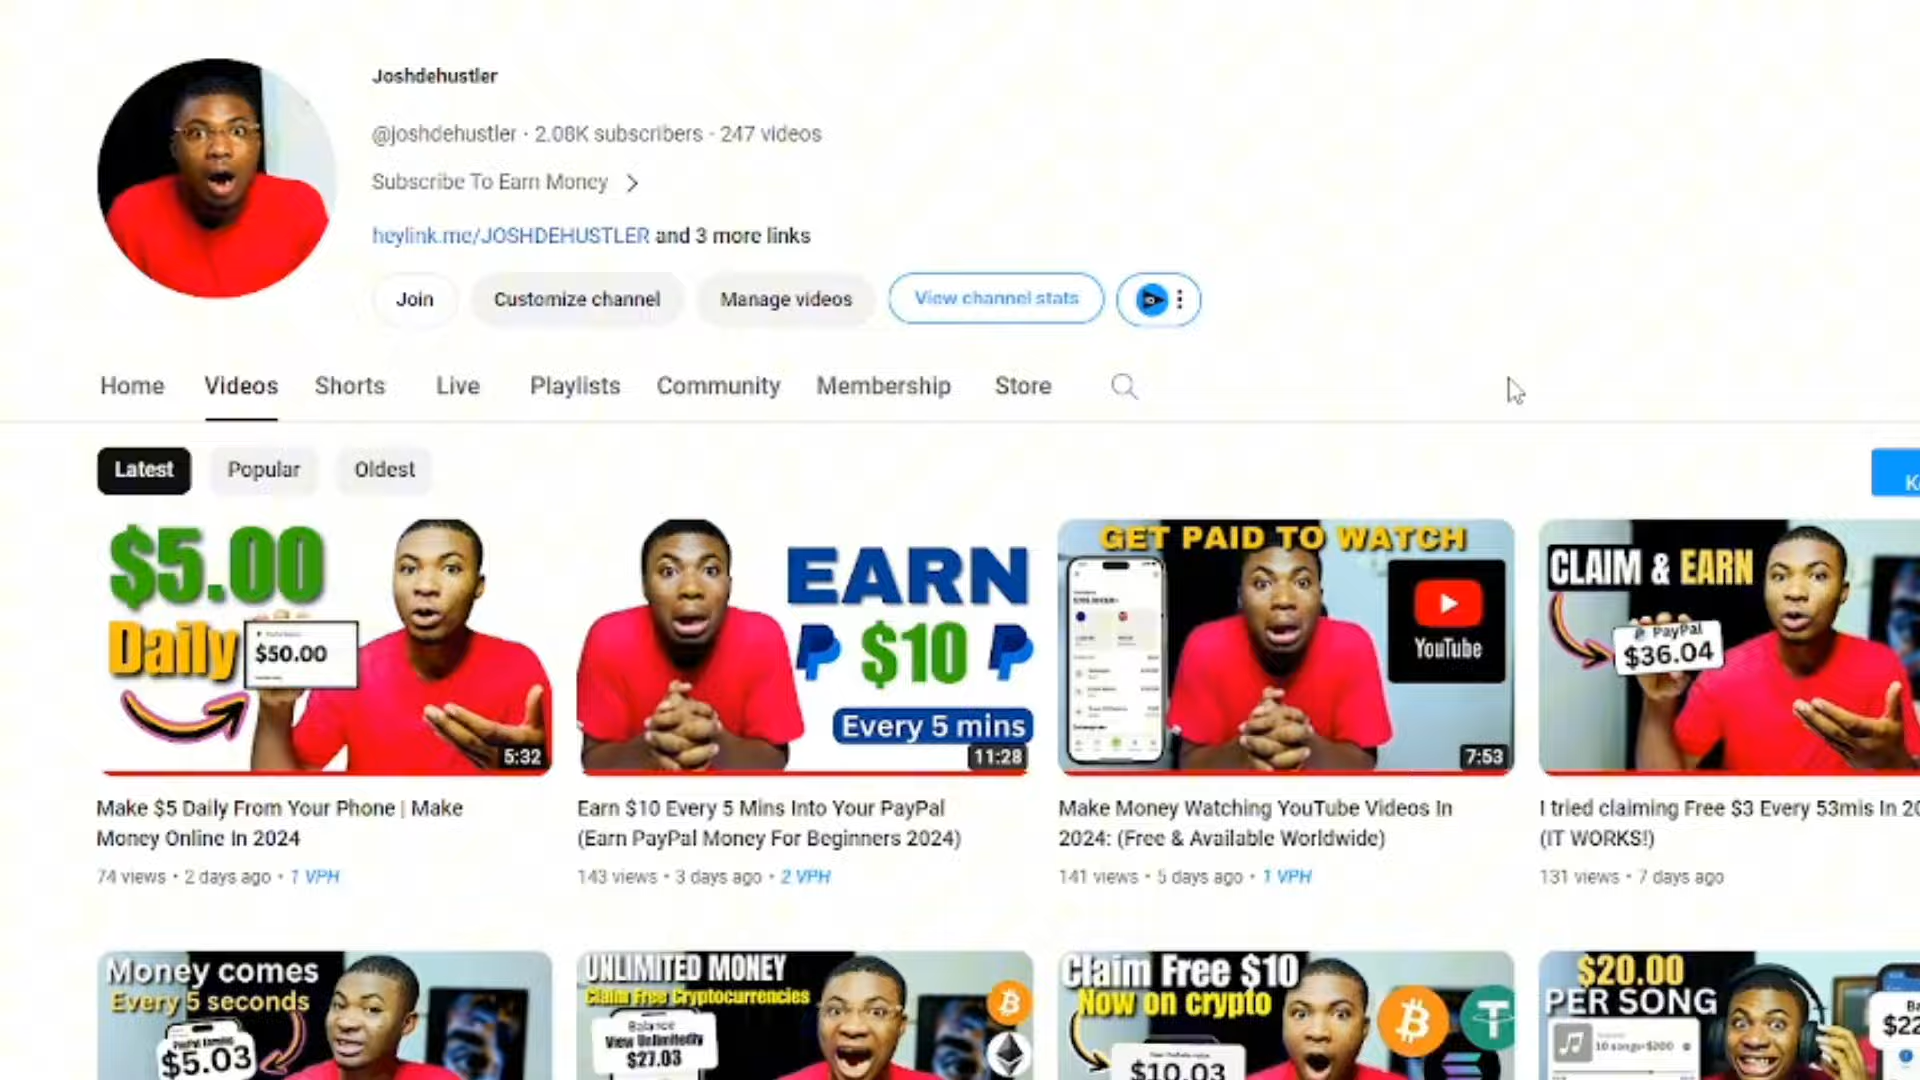 Joshdehustler
@joshdehustler · 2.08K subscribers · 247 videos
Subscribe To Earn Money
heylink.me/JOSHDEHUSTLER and 3 more links
Join
Customize channel
Manage videos
View channel stats
Home
Videos
Shorts
Live
Playlists
Community
Membership
Store
Latest
Popular
Oldest
$5.00
Daily
$50.00
5:32
EARN
$10
Every 5 mins
11:28
GET PAID TO WATCH
YouTube
7:53
CLAIM & EARN
PayPal
$36.04
Make $5 Daily From Your Phone | Make
Money Online In 2024
74 views • 2 days ago • 1 VPH
Earn $10 Every 5 Mins Into Your PayPal
(Earn PayPal Money For Beginners 2024)
143 views • 3 days ago • 2 VPH
Make Money Watching YouTube Videos In
2024: (Free & Available Worldwide)
141 views • 5 days ago • 1 VPH
I tried claiming Free $3 Every 53mis In
(IT WORKS!)
131 views • 7 days ago
Money comes
Every 5 seconds
$5.03
UNLIMITED MONEY
Claim Free Cryptocurrencies
Balance
View Unlimitedly
$27.03
Claim Free $10
Now on crypto
$10.03
$20.00
PER SONG
10 songs=$200